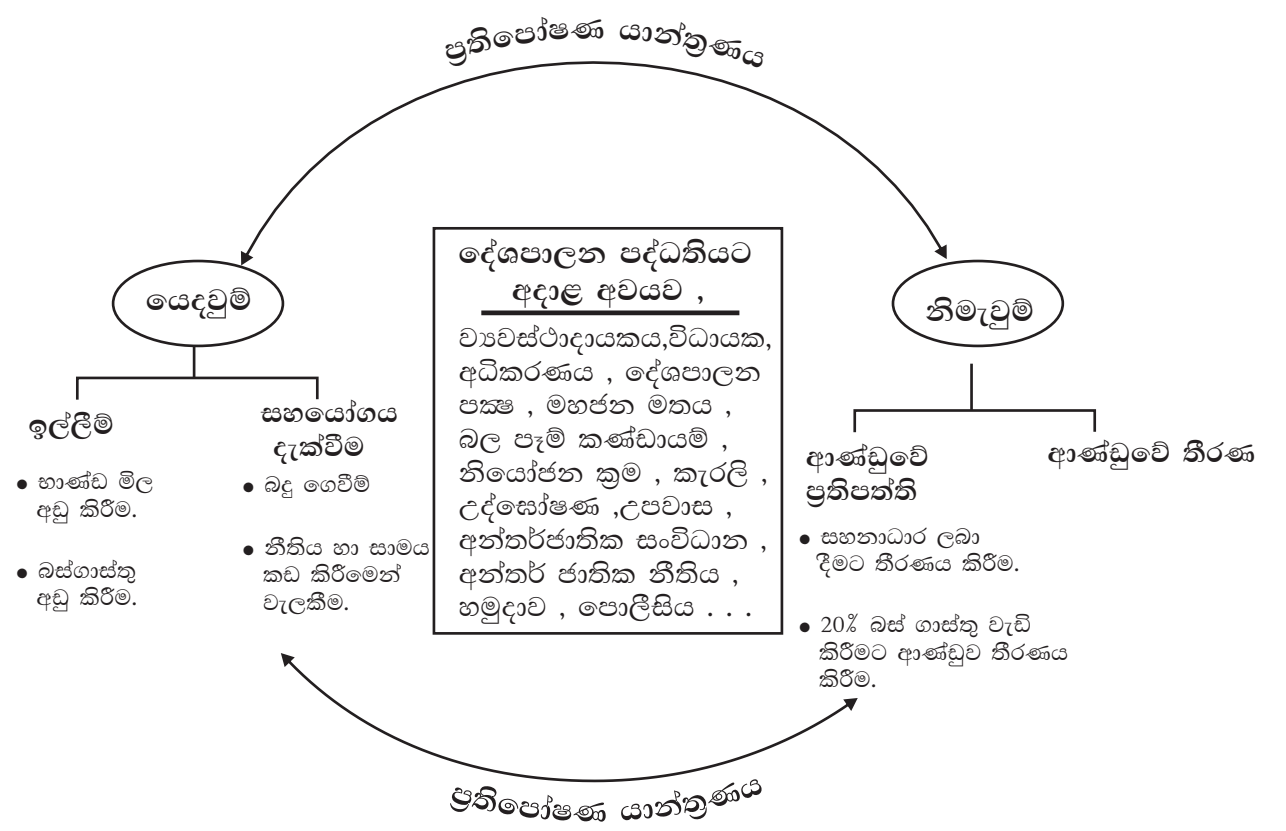 ප්‍රතිපෝෂණ යාන්ත්‍රණය
යෙදවුම්
ඉල්ලීම්
• භාණ්ඩ මිල
අඩු කිරීම.
• බස්ගාස්තු
අඩු කිරීම.
සහයෝගය
දැක්වීම
• බදු ගෙවීම්
• නීතිය හා සාමය
කඩ කිරීමෙන්
වැලකීම.
දේශපාලන පද්ධතියට
අදාළ අවයව ,
ව්‍යවස්ථාදායකය,විධායක,
අධිකරණය , දේශපාලන
පක්‍ෂ , මහජන මතය ,
බල පෑම් කණ්ඩායම් ,
නියෝජන ක්‍රම , කැරලි ,
උද්ඝෝෂණ ,උපවාස ,
අන්තර්ජාතික සංවිධාන ,
අන්තර් ජාතික නීතිය ,
හමුදාව , පොලීසිය . . .
නිමැවුම්
ආණ්ඩුවේ
ප්‍රතිපත්ති
• සහනාධාර ලබා
දීමට තීරණය කිරීම.
• 20% බස් ගාස්තු වැඩි
කිරීමට ආණ්ඩුව තීරණය
කිරීම.
ආණ්ඩුවේ තීරණ
ප්‍රතිපෝෂණ යාන්ත්‍රණය